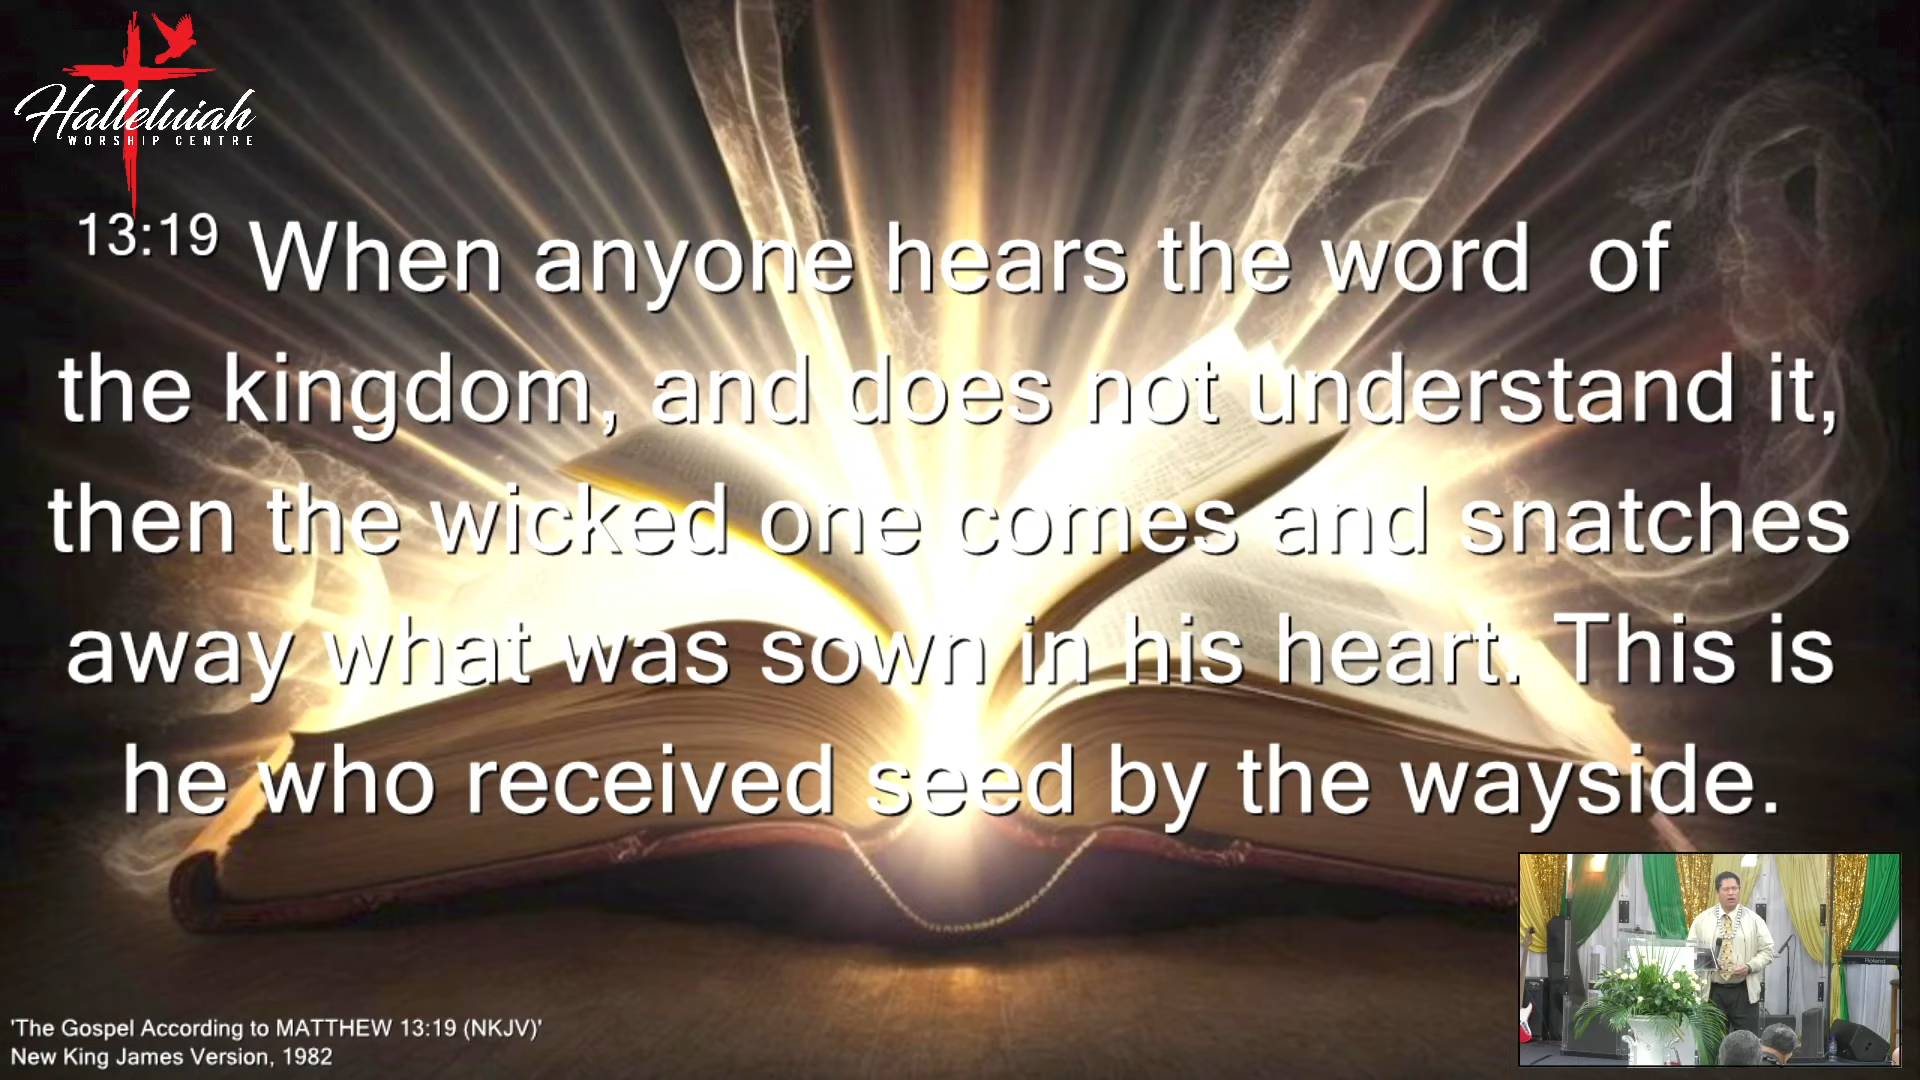 Halleluiah
WORSHIP CENTRE
13:19 When anyone hears the word of
the kingdom, and does not understand it,
then the wicked one comes and snatches
away what was sown in his heart. This is
he who received seed by the wayside.
Roland
'The Gospel According to MATTHEW 13:19 (NKJV)'
New King James Version, 1982